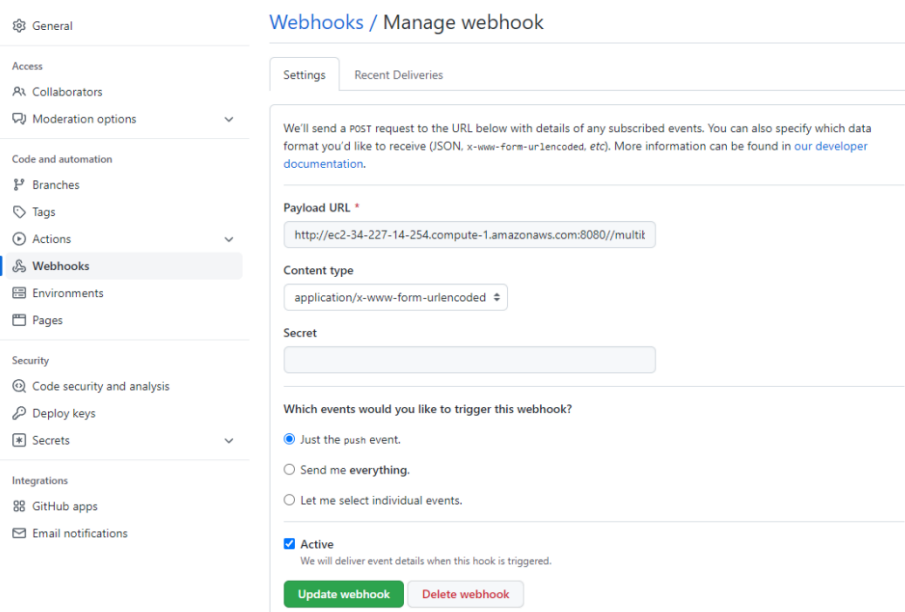 General
Access
Collaborators
Moderation options
Code and automation
Branches
Tags
Actions
Webhooks
Environments
Pages
Security
Code security and analysis
Deploy keys
Secrets
Integrations
GitHub apps
Email notifications
Webhooks / Manage webhook
Settings
Recent Deliveries
We'll send a POST request to the URL below with details of any subscribed events. You can also specify which data
format you'd like to receive (JSON, x-www-form-urlencoded, etc). More information can be found in our developer
documentation.
Payload URL *
http://ec2-34-227-14-254.compute-1.amazonaws.com:8080//multit
Content type
application/x-www-form-urlencoded
Secret
Which events would you like to trigger this webhook?
Just the push event.
Send me everything.
Let me select individual events.
Active
We will deliver event details when this hook is triggered.
Update webhook
Delete webhook